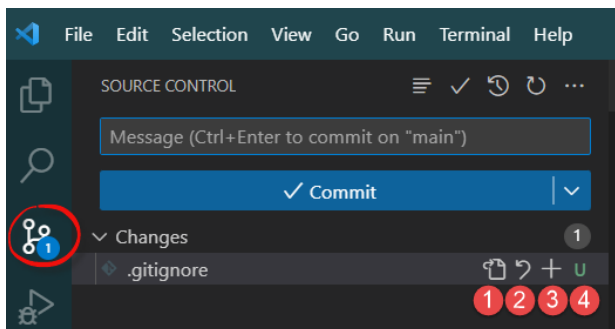 File Edit Selection View Go Run Terminal Help
SOURCE CONTROL
Message (Ctrl+Enter to commit on "main")
Commit
1
Changes 1
.gitignore U
1 2 3 4